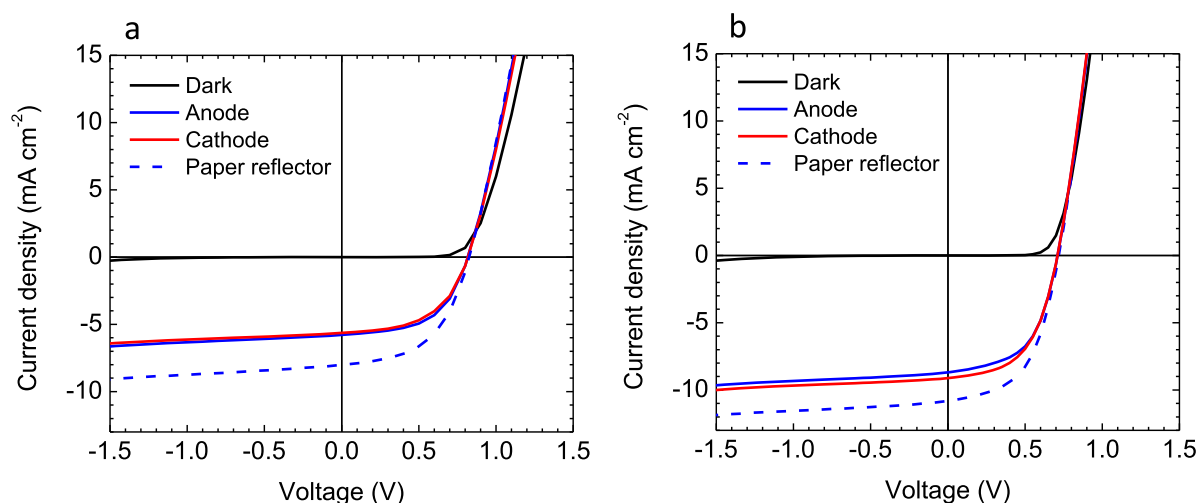 a
15
10
5
0
-5
-10
-1.5 -1.0 -0.5 0.0 0.5 1.0 1.5
Current density (mA cm-2)
Voltage (V)
Dark
Anode
Cathode
Paper reflector
b
15
10
5
0
-5
-10
-1.5 -1.0 -0.5 0.0 0.5 1.0 1.5
Current density (mA cm-2)
Voltage (V)
Dark
Anode
Cathode
Paper reflector